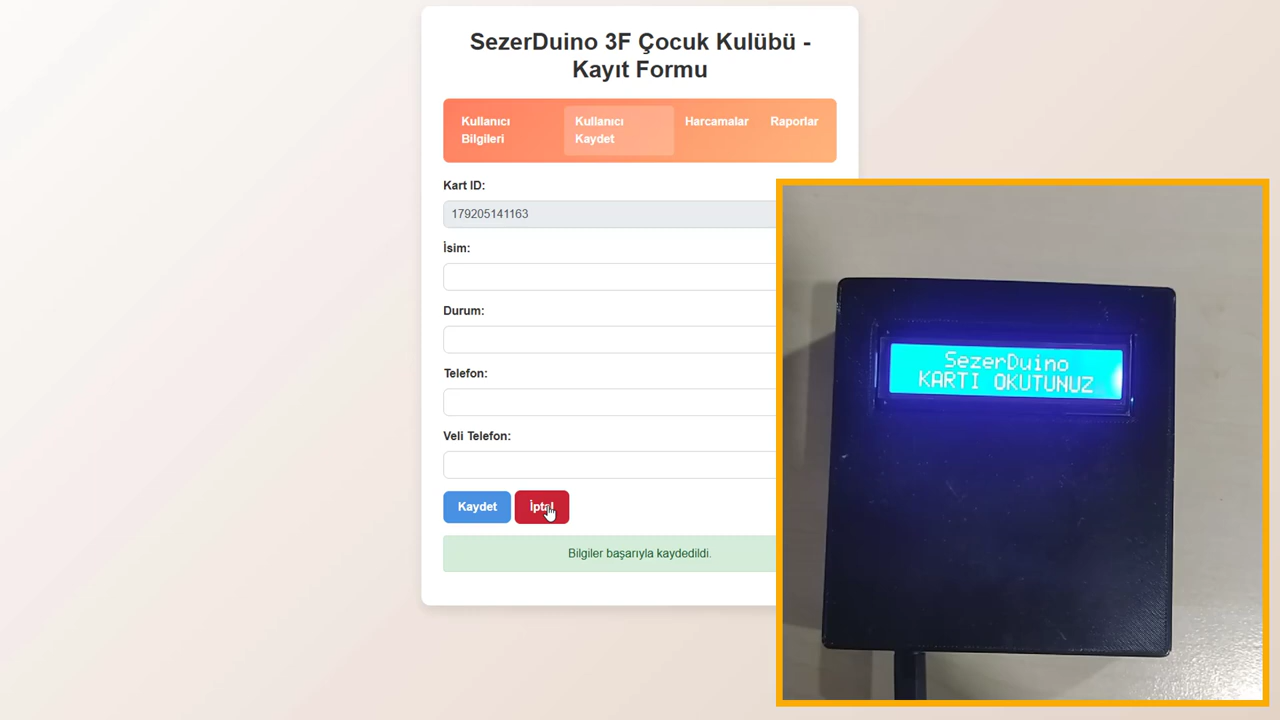 SezerDuino 3F Çocuk Kulübü -
Kayıt Formu
Kullanıcı
Bilgileri
Kullanıcı
Kaydet
Harcamalar
Raporlar
Kart ID:
179205141163
İsim:
Durum:
Telefon:
Veli Telefon:
Kaydet
İptal
Bilgiler başarıyla kaydedildi.
SezerDuino
KARTI OKUTUNUZ